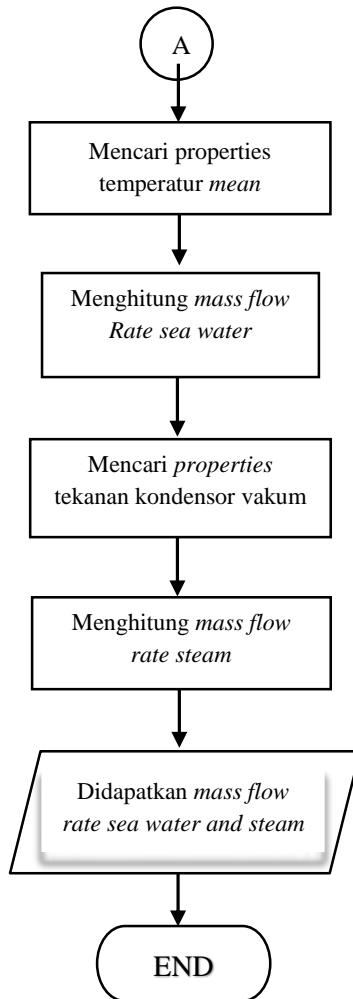 A
Mencari properties
temperatur mean
Menghitung mass flow
Rate sea water
Mencari properties
tekanan kondensor vakum
Menghitung mass flow
rate steam
Didapatkan mass flow
rate sea water and steam
END